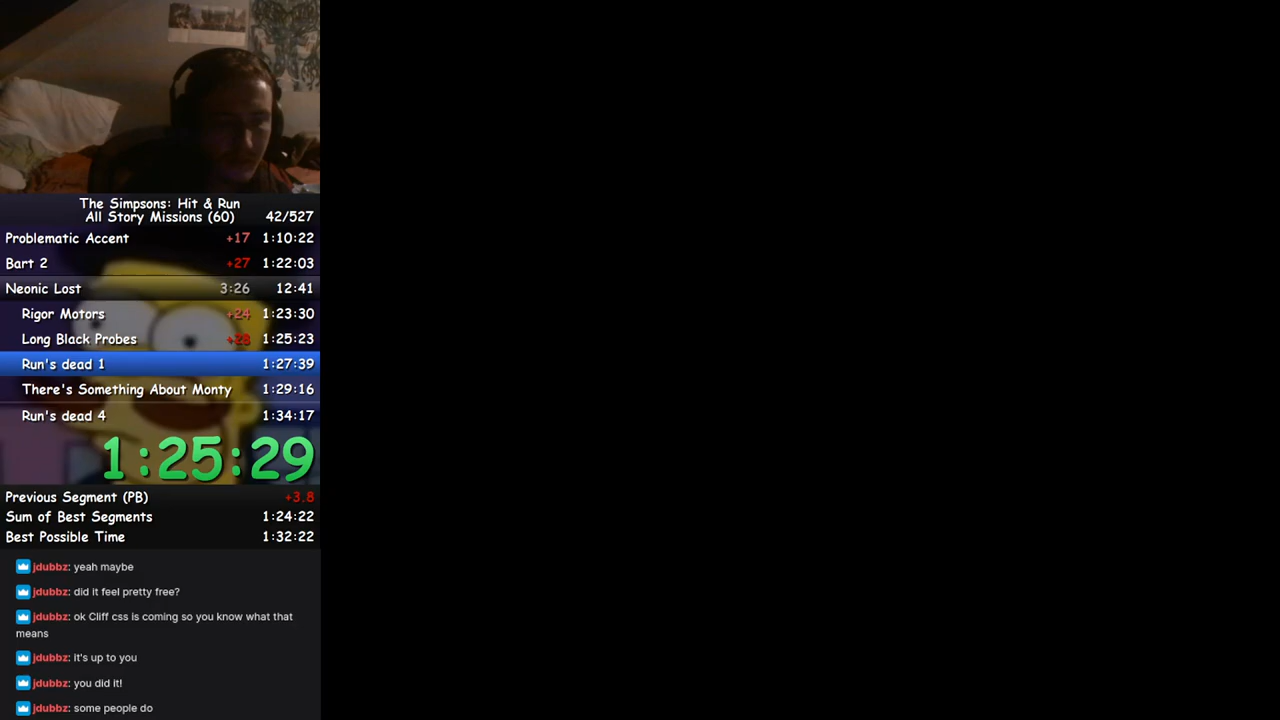 The Simpsons: Hit & Run
All Story Missions (60) 42/527
Problematic Accent +17 1:10:22
Bart 2 +27 1:22:03
Neonic Lost 3:26 12:41
Rigor Motors +24 1:23:30
Long Black Probes +28 1:25:23
Run's dead 1 1:27:39
There's Something About Monty 1:29:16
Run's dead 4 1:34:17
1:25:29
Previous Segment (PB) +3.8
Sum of Best Segments 1:24:22
Best Possible Time 1:32:22
jdubbz: yeah maybe
jdubbz: did it feel pretty free?
jdubbz: ok Cliff css is coming so you know what that
means
jdubbz: it's up to you
jdubbz: you did it!
jdubbz: some people do